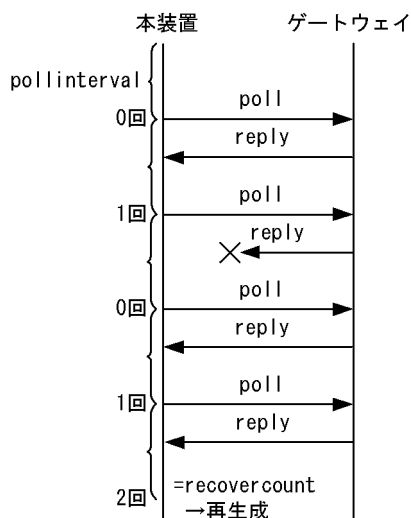 本装置 ゲートウェイ
pollinterval
poll
0回
reply
poll
1回
reply
poll
0回
reply
poll
1回
reply
=recovercount
2回
→再生成